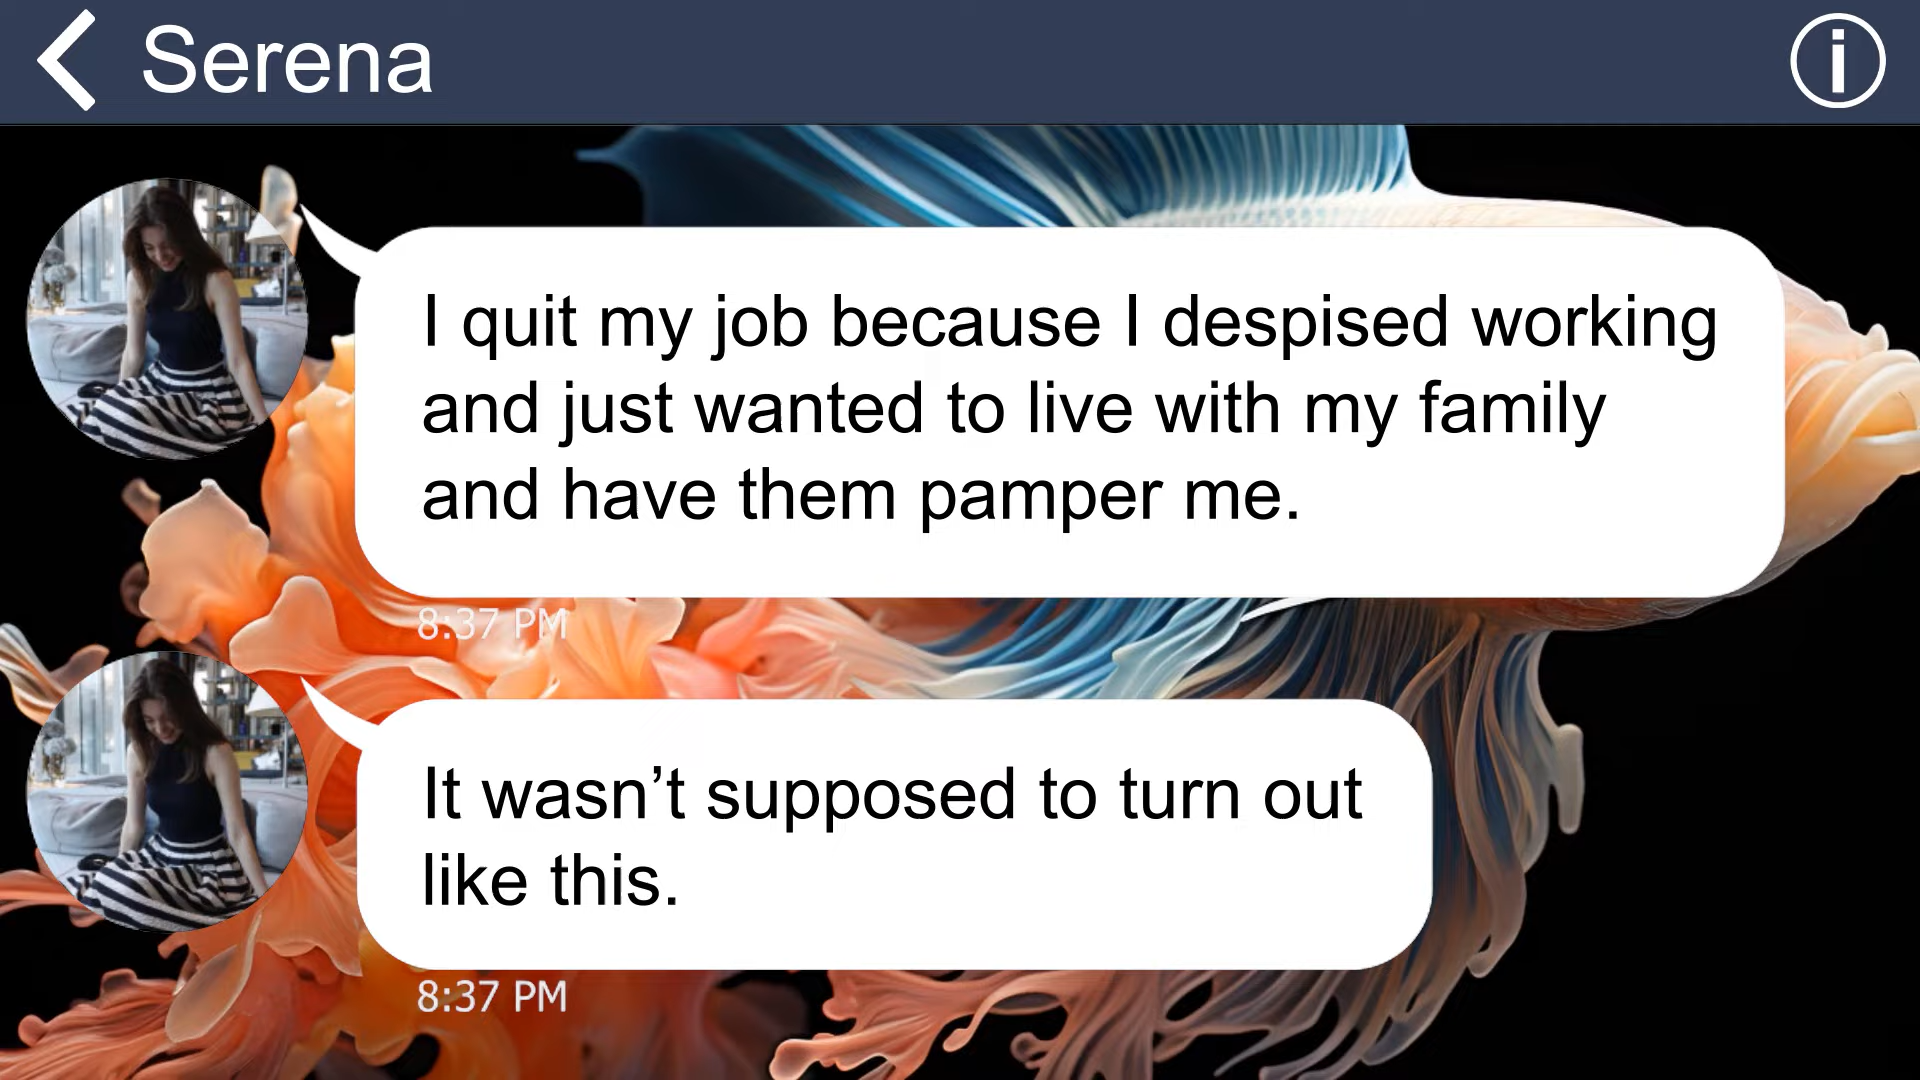 Serena
I quit my job because I despised working
and just wanted to live with my family
and have them pamper me.
8:37 PM
It wasn’t supposed to turn out
like this.
8:37 PM